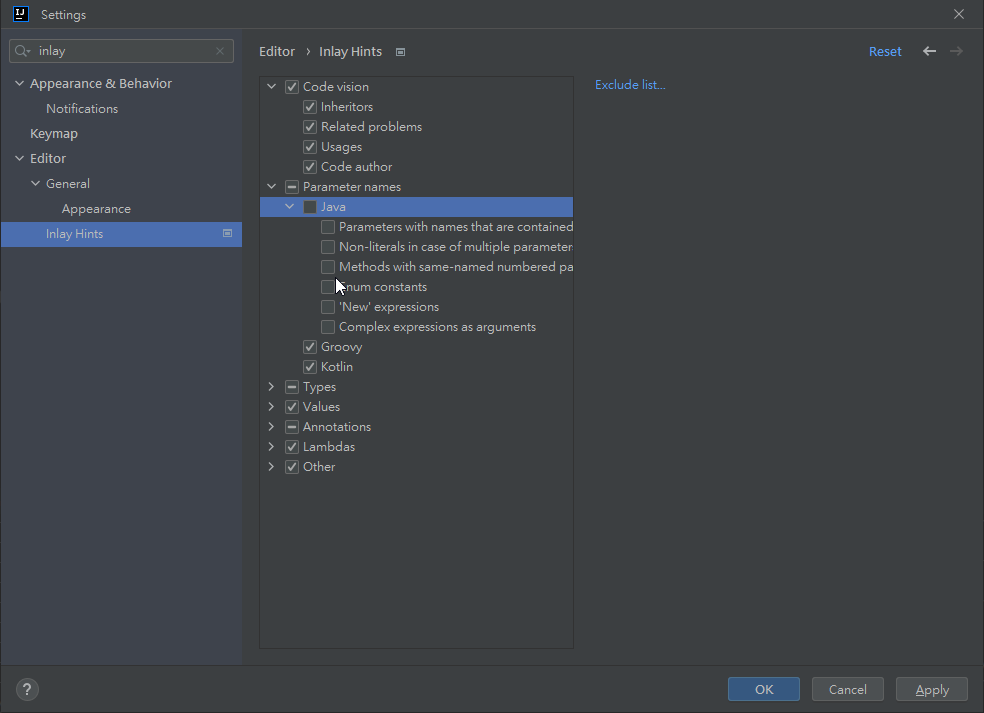 IJ
Settings
inlay
Appearance & Behavior
Notifications
Keymap
Editor
General
Appearance
Inlay Hints
Editor › Inlay Hints
Reset
Code vision
Inheritors
Related problems
Usages
Code author
Parameter names
Java
Parameters with names that are contained
Non-literals in case of multiple parameter
Methods with same-named numbered pa
num constants
'New' expressions
Complex expressions as arguments
Groovy
Kotlin
Types
Values
Annotations
Lambdas
Other
Exclude list...
?
OK
Cancel
Apply